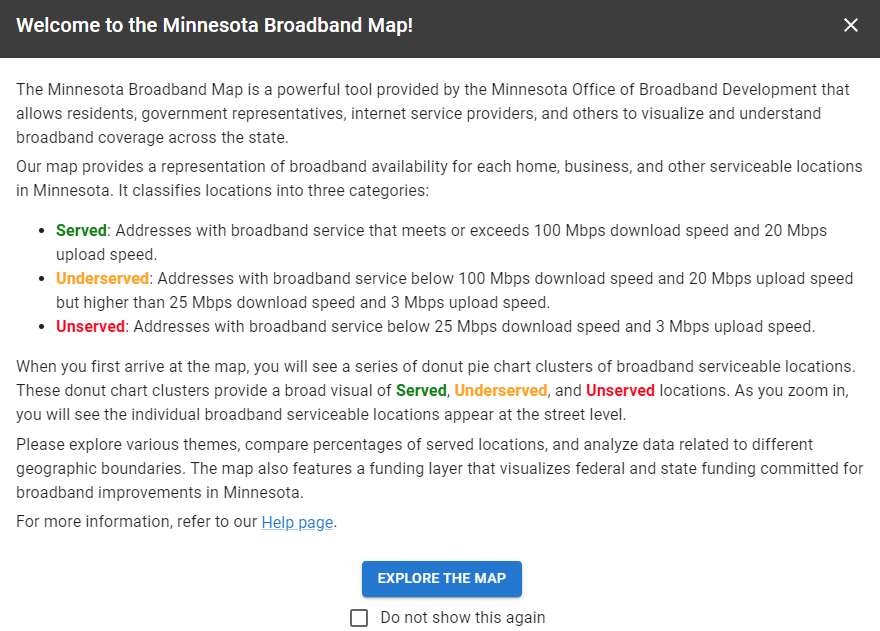 Welcome to the Minnesota Broadband Map!
The Minnesota Broadband Map is a powerful tool provided by the Minnesota Office of Broadband Development that
allows residents, government representatives, internet service providers, and others to visualize and understand
broadband coverage across the state.
Our map provides a representation of broadband availability for each home, business, and other serviceable locations
in Minnesota. It classifies locations into three categories:
• Served: Addresses with broadband service that meets or exceeds 100 Mbps download speed and 20 Mbps
upload speed.
• Underserved: Addresses with broadband service below 100 Mbps download speed and 20 Mbps upload speed
but higher than 25 Mbps download speed and 3 Mbps upload speed.
• Unserved: Addresses with broadband service below 25 Mbps download speed and 3 Mbps upload speed.
When you first arrive at the map, you will see a series of donut pie chart clusters of broadband serviceable locations.
These donut chart clusters provide a broad visual of Served, Underserved, and Unserved locations. As you zoom in,
you will see the individual broadband serviceable locations appear at the street level.
Please explore various themes, compare percentages of served locations, and analyze data related to different
geographic boundaries. The map also features a funding layer that visualizes federal and state funding committed for
broadband improvements in Minnesota.
For more information, refer to our Help page.
EXPLORE THE MAP
Do not show this again